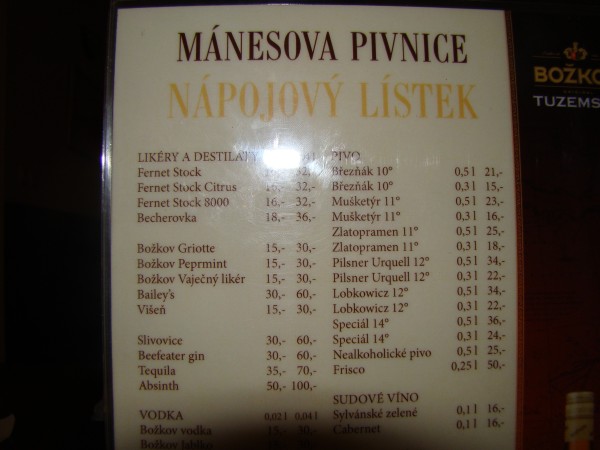 MÁNESOVA PIVNICE
NÁPOJOVÝ LÍSTEK
BOŽKO
TUZEMS
LIKÉRY A DESTILÁTY
Fernet Stock 32,-
Fernet Stock Citrus 16,- 32,-
Fernet Stock 8000 16,- 32,-
Becherovka 18,- 36,-
Božkov Griotte 15,- 30,-
Božkov Peprmint 15,- 30,-
Božkov Vaječný likér 15,- 30,-
Bailey's 30,- 60,-
Višeň 15,- 30,-
Slivovice 30,- 60,-
Beefeater gin 30,- 60,-
Tequila 35,- 70,-
Absinth 50,- 100,-
VODKA 0,02 l 0,04 l
Božkov vodka 15,- 30,-
Božkov Jablko
PIVO
Březňák 10° 0,5 l 21,-
Březňák 10° 0,3 l 15,-
Mušketýr 11° 0,5 l 23,-
Mušketýr 11° 0,3 l 16,-
Zlatopramen 11° 0,5 l 25,-
Zlatopramen 11° 0,3 l 18,-
Pilsner Urquell 12° 0,5 l 34,-
Pilsner Urquell 12° 0,3 l 22,-
Lobkowicz 12° 0,5 l 34,-
Lobkowicz 12° 0,3 l 22,-
Speciál 14° 0,5 l 36,-
Speciál 14° 0,3 l 24,-
Nealkoholické pivo 0,5 l 25,-
Frisco 0,25 l 50,-
SUDOVÉ VÍNO
Sylvánské zelené 0,1 l 16,-
Cabernet 0,1 l 16,-